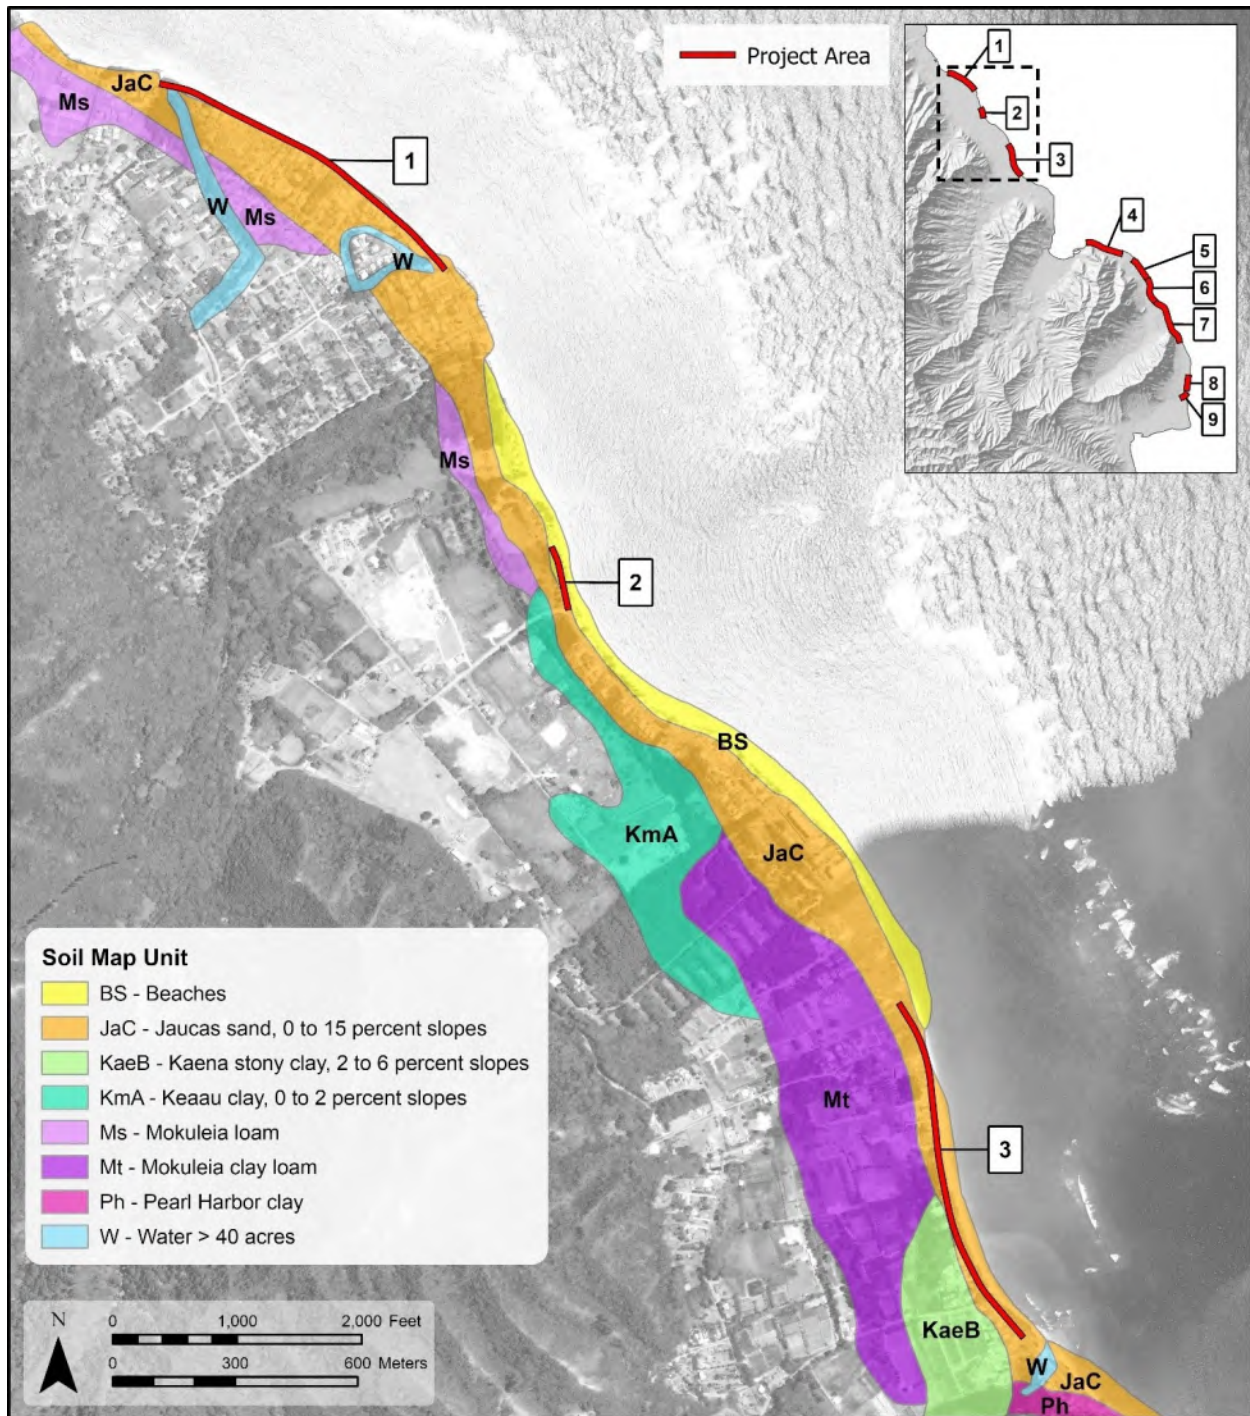 Project Area
1
2
3
4
5
6
7
8
9
JaC
Ms
1
W
Ms
W
Ms
2
BS
KmA
JaC
Mt
3
KaeB
W
JaC
Ph
Soil Map Unit
BS - Beaches
JaC - Jaucas sand, 0 to 15 percent slopes
KaeB - Kaena stony clay, 2 to 6 percent slopes
KmA - Keaau clay, 0 to 2 percent slopes
Ms - Mokuleia loam
Mt - Mokuleia clay loam
Ph - Pearl Harbor clay
W - Water > 40 acres
N
0 1,000 2,000 Feet
0 300 600 Meters